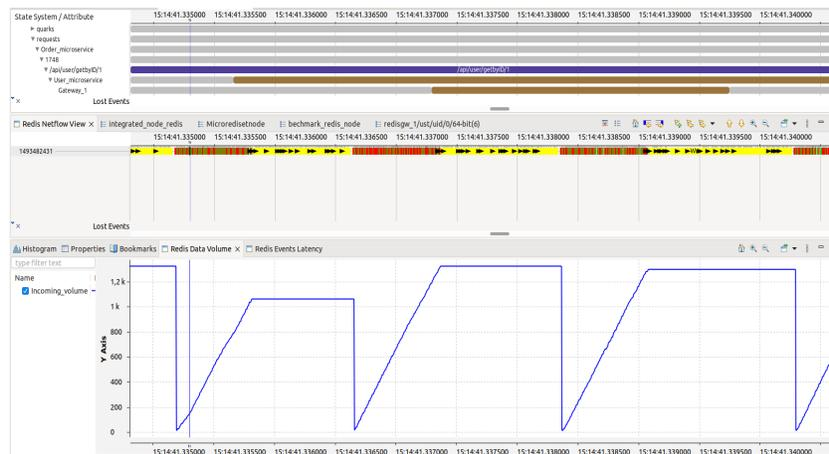 State System / Attribute
15:14:41.335000 15:14:41.335500 15:14:41.336000 15:14:41.336500 15:14:41.337000 15:14:41.337500 15:14:41.338000 15:14:41.338500 15:14:41.339000 15:14:41.339500 15:14:41.340000
quarks
requests
Order_microservice
1748
/api/user/getbyID/1 /api/user/getbyID/1
User_microservice
Gateway_1
Lost Events
Redis Netflow View integrated_node_redis Microredisetnode bechmark_redis_node redisgw_1/ust/uid/0/64-bit(6)
15:14:41.335000 15:14:41.335500 15:14:41.336000 15:14:41.336500 15:14:41.337000 15:14:41.337500 15:14:41.338000 15:14:41.338500 15:14:41.339000 15:14:41.339500 15:14:41.340000
1493482431
Lost Events
Histogram Properties Bookmarks Redis Data Volume Redis Events Latency
type filter text
Name
Incoming_volume
Y Axis
1,2 k
1 k
800
600
400
200
0
15:14:41.335000 15:14:41.335500 15:14:41.336000 15:14:41.336500 15:14:41.337000 15:14:41.337500 15:14:41.338000 15:14:41.338500 15:14:41.339000 15:14:41.339500 15:14:41.340000